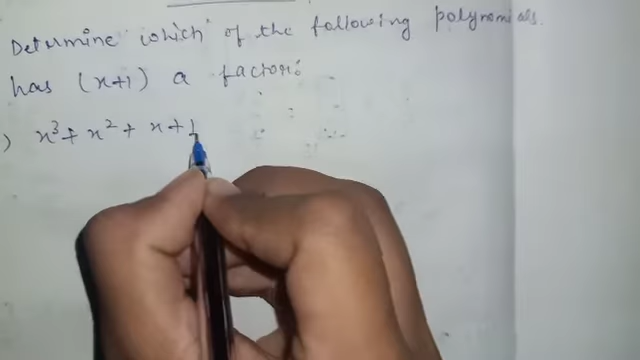 Determine which of the following polynomials.
has (x+1) a factor:
) x³ + x² + x + 1